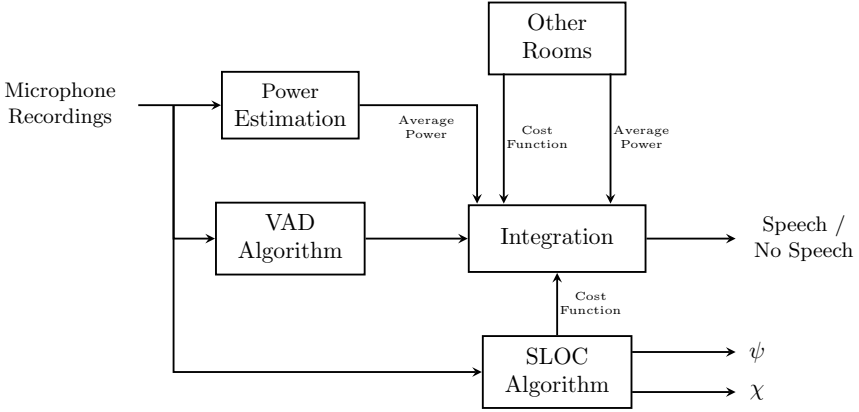 Other
Rooms
Microphone
Recordings
Power
Estimation
Average
Power
Cost
Function
Average
Power
VAD
Algorithm
Integration
Speech /
No Speech
Cost
Function
SLOC
Algorithm
ψ
χ